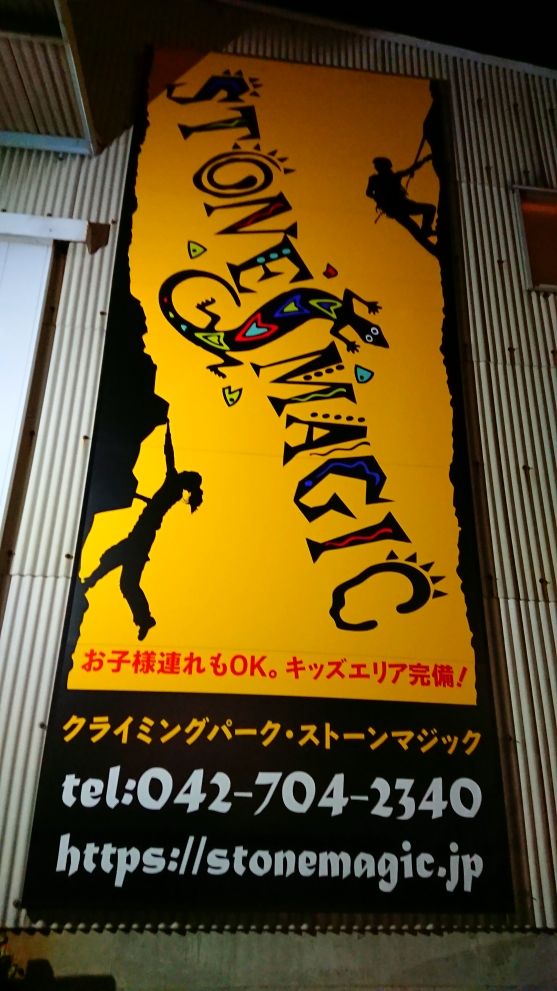 STONE MAGIC
お子様連れもOK。キッズエリア完備!
クライミングパーク・ストーンマジック
tel:042-704-2340
https://stonemagic.jp